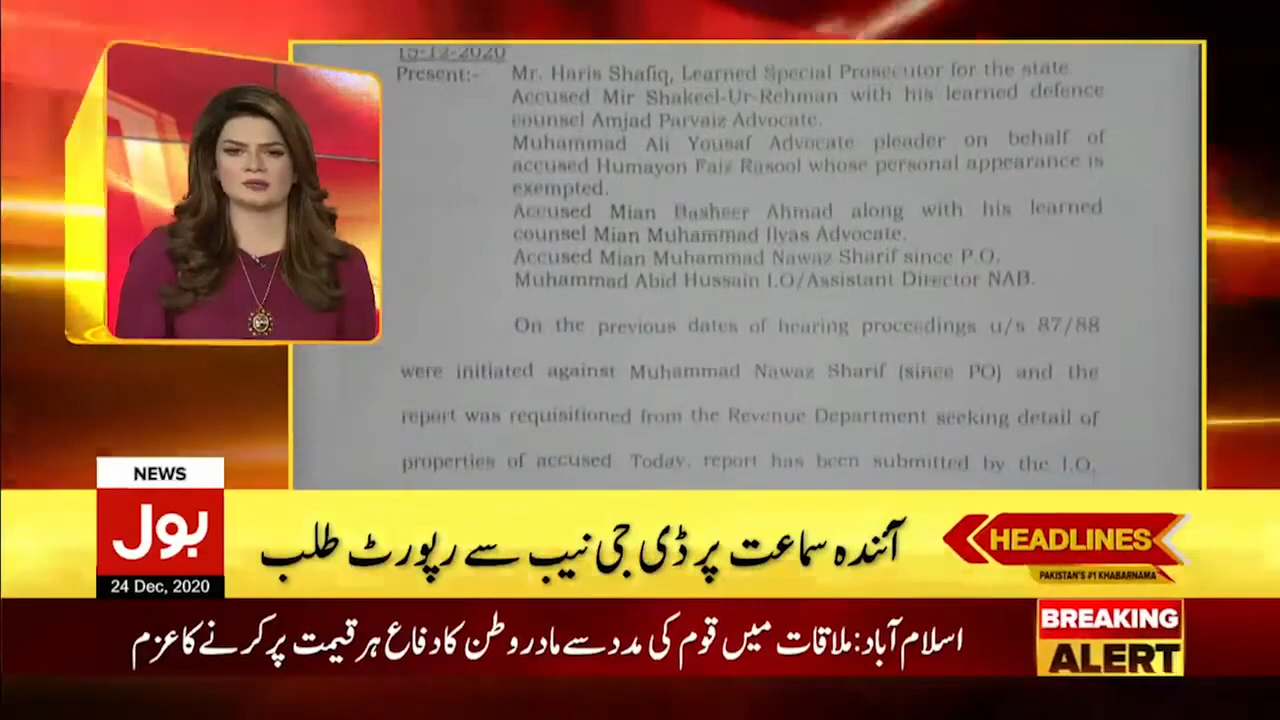 15-12-2020
Present:- Mr. Haris Shafiq, Learned Special Prosecutor for the state.
Accused Mir Shakeel-Ur-Rehman with his learned defence
counsel Amjad Parvaiz Advocate.
Muhammad Ali Yousaf Advocate pleader on behalf of
accused Humayon Faiz Rasool whose personal appearance is
exempted.
Accused Mian Basheer Ahmad along with his learned
counsel Mian Muhammad Ilyas Advocate.
Accused Mian Muhammad Nawaz Sharif since P.O.
Muhammad Abid Hussain I.O/Assistant Director NAB.
On the previous dates of hearing proceedings u/s 87/88
were initiated against Muhammad Nawaz Sharif (since PO) and the
report was requisitioned from the Revenue Department seeking detail of
properties of accused. Today, report has been submitted by the I.O.
NEWS
بول
24 Dec, 2020
آئندہ سماعت پر ڈی جی نیب سے رپورٹ طلب
HEADLINES
PAKISTAN'S #1 KHABARNAMA
اسلام آباد: ملاقات میں قوم کی مدد سے مادر وطن کا دفاع ہر قیمت پر کرنے کا عزم
BREAKING
ALERT